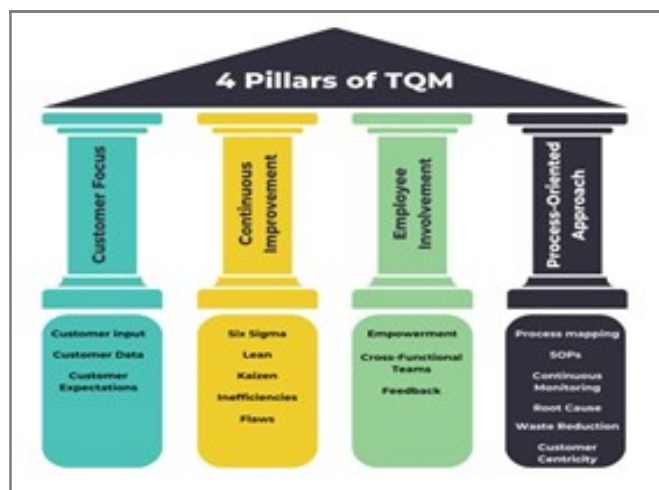 4 Pillars of TQM
Customer Focus
Continuous
Improvement
Employee
Involvement
Process-Oriented
Approach
Customer input
Customer Data
Customer
Expectations
Six Sigma
Lean
Kaizen
Inefficiencies
Flaws
Empowerment
Cross-Functional
Teams
Feedback
Process mapping
SOPs
Continuous
Monitoring
Root Cause
Waste Reduction
Customer
Centricity